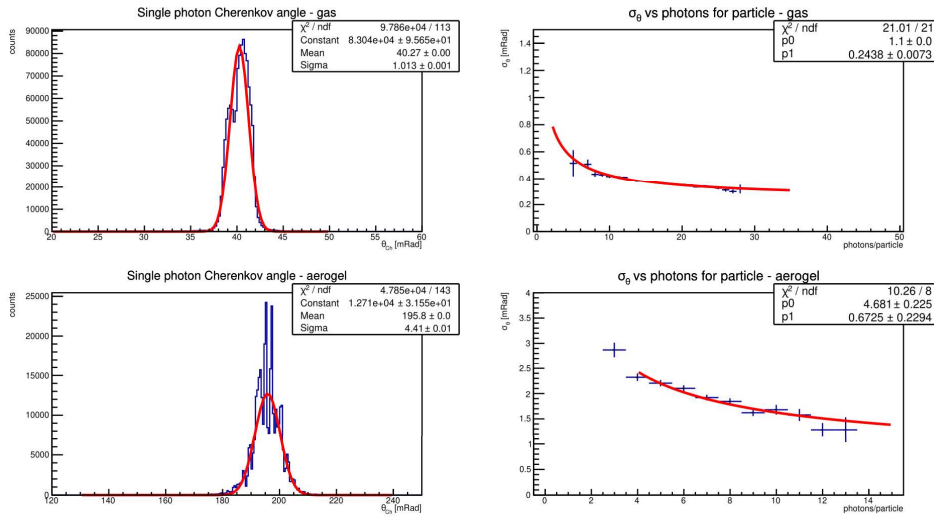 Single photon Cherenkov angle - gas
χ² / ndf 9.786e+04 / 113
Constant 8.304e+04 ± 9.565e+01
Mean 40.27 ± 0.00
Sigma 1.013 ± 0.001
counts
90000
80000
70000
60000
50000
40000
30000
20000
10000
0
20 25 30 35 40 45 50 55 60
θCh [mRad]
σθ vs photons for particle - gas
χ² / ndf 21.01 / 21
p0 1.1 ± 0.0
p1 0.2438 ± 0.0073
σθ [mRad]
1.4
1.2
1
0.8
0.6
0.4
0.2
0
0 10 20 30 40 50
photons/particle
Single photon Cherenkov angle - aerogel
χ² / ndf 4.785e+04 / 143
Constant 1.271e+04 ± 3.155e+01
Mean 195.8 ± 0.0
Sigma 4.41 ± 0.01
counts
25000
20000
15000
10000
5000
0
120 140 160 180 200 220 240
θCh [mRad]
σθ vs photons for particle - aerogel
χ² / ndf 10.26 / 8
p0 4.681 ± 0.225
p1 0.6725 ± 0.2294
σθ [mRad]
4
3.5
3
2.5
2
1.5
1
0.5
0
0 2 4 6 8 10 12 14
photons/particle